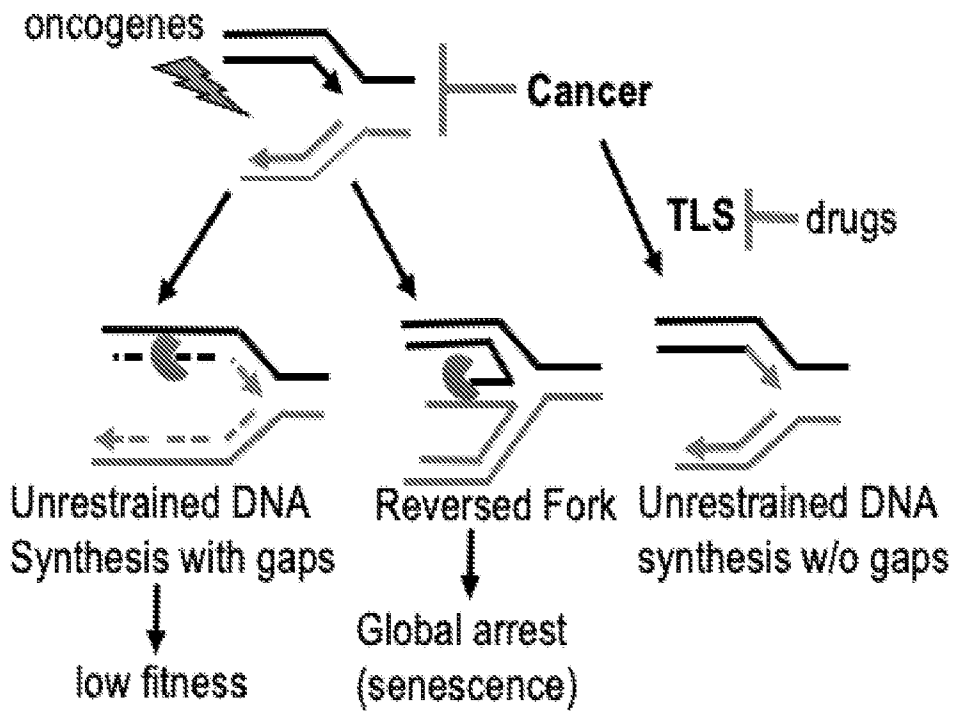 oncogenes
Cancer
TLS
drugs
Unrestrained DNA
Synthesis with gaps
Reversed Fork
Unrestrained DNA
synthesis w/o gaps
low fitness
Global arrest
(senescence)